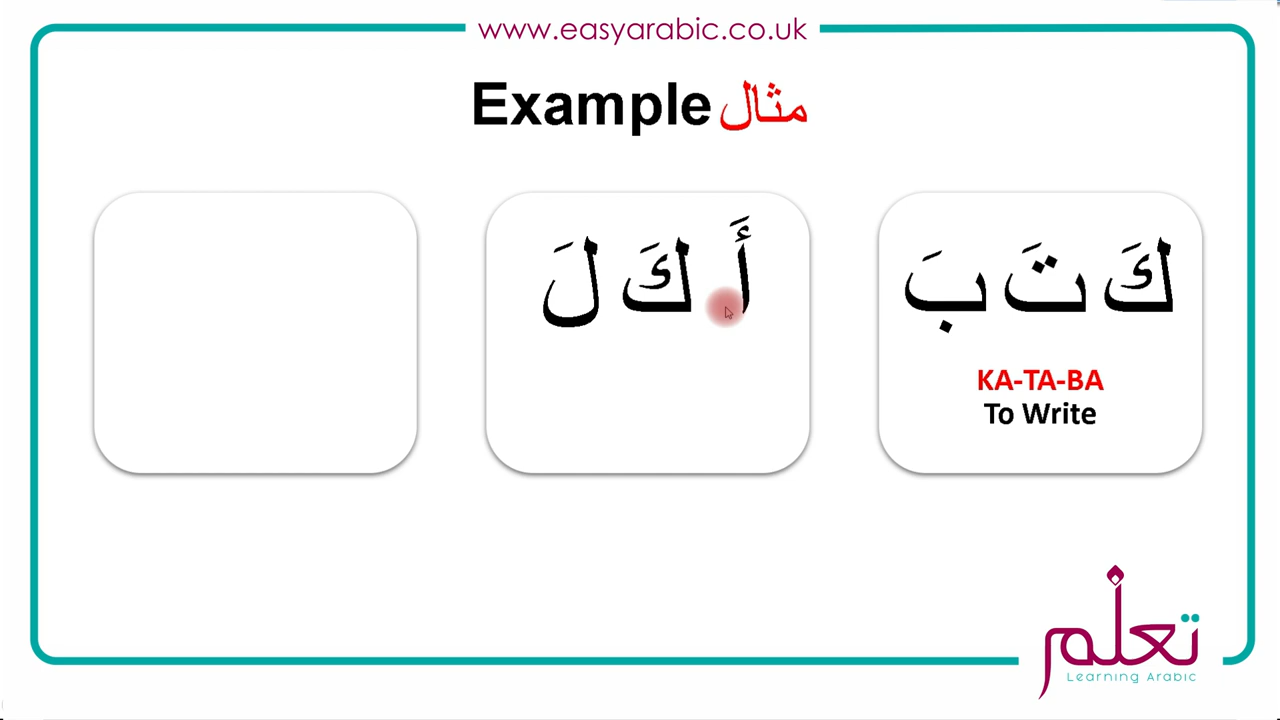 www.easyarabic.co.uk
Example مثال
كَ تَ بَ
KA-TA-BA
To Write
أَ كَ لَ
تعلم
Learning Arabic